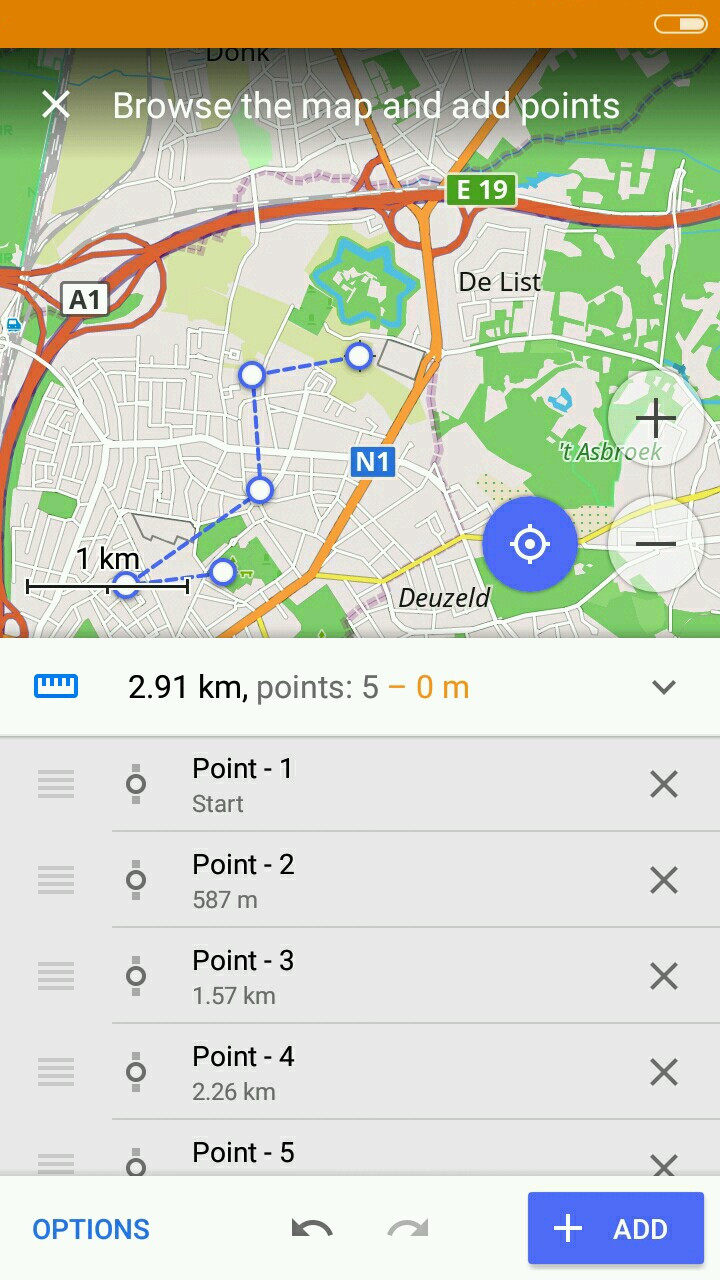 Donk
Browse the map and add points
E 19
De List
A1
't Asbroek
N1
1 km
Deuzeld
2.91 km, points: 5 – 0 m
Point - 1
Start
Point - 2
587 m
Point - 3
1.57 km
Point - 4
2.26 km
Point - 5
OPTIONS
ADD